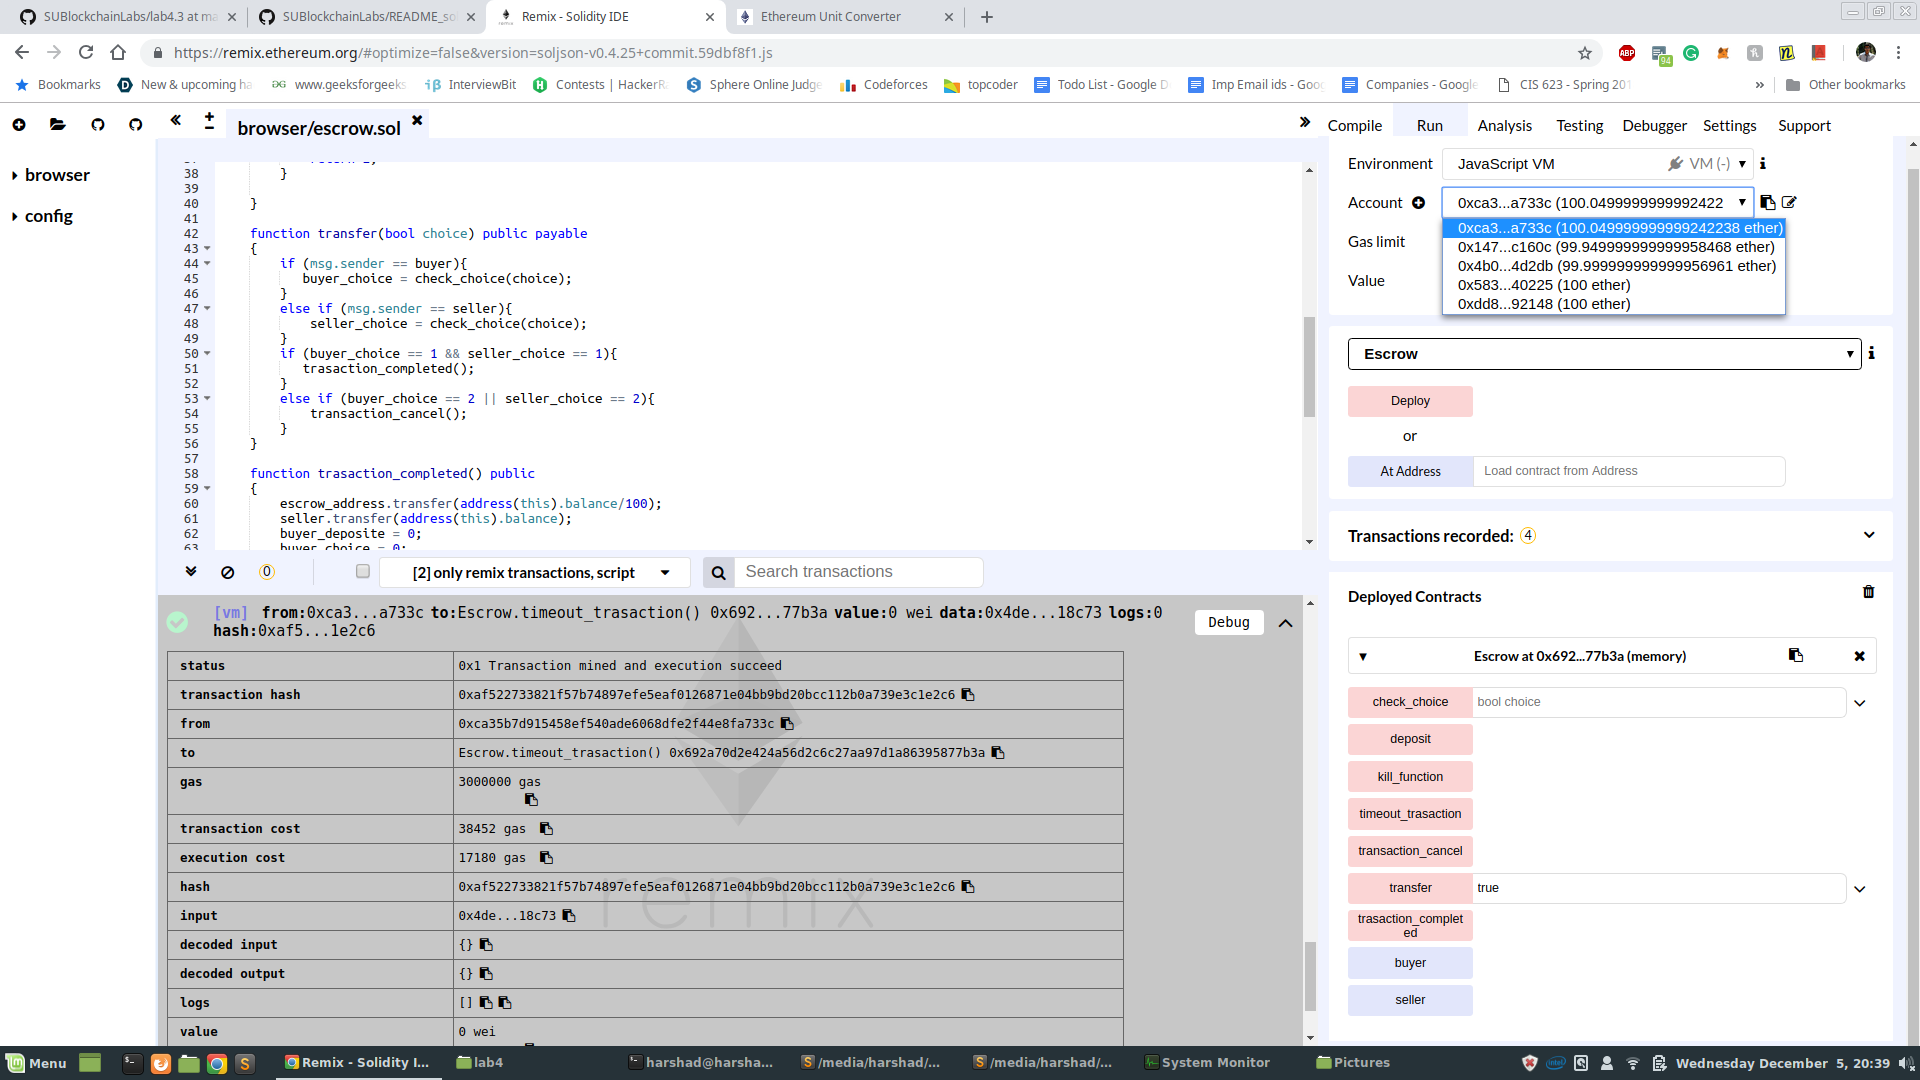 SUBlockchainLabs/lab4.3 at ma
SUBlockchainLabs/README_so
Remix - Solidity IDE
Ethereum Unit Converter
https://remix.ethereum.org/#optimize=false&version=soljson-v0.4.25+commit.59dbf8f1.js
ABP
94
Bookmarks
New & upcoming ha
www.geeksforgeeks
InterviewBit
Contests | HackerR
Sphere Online Judge
Codeforces
topcoder
Todo List - Google D
Imp Email ids - Goog
Companies - Google
CIS 623 - Spring 201
Other bookmarks
browser/escrow.sol
Compile
Run
Analysis
Testing
Debugger
Settings
Support
browser
config
38 }
39
40 }
41
42 function transfer(bool choice) public payable
43 {
44 if (msg.sender == buyer){
45 buyer_choice = check_choice(choice);
46 }
47 else if (msg.sender == seller){
48 seller_choice = check_choice(choice);
49 }
50 if (buyer_choice == 1 && seller_choice == 1){
51 trasaction_completed();
52 }
53 else if (buyer_choice == 2 || seller_choice == 2){
54 transaction_cancel();
55 }
56 }
57
58 function trasaction_completed() public
59 {
60 escrow_address.transfer(address(this).balance/100);
61 seller.transfer(address(this).balance);
62 buyer_deposite = 0;
63 buyer_choice = 0;
Environment
JavaScript VM
VM (-)
Account
0xca3...a733c (100.0499999999992422
0xca3...a733c (100.049999999999242238 ether)
0x147...c160c (99.949999999999958468 ether)
0x4b0...4d2db (99.999999999999956961 ether)
0x583...40225 (100 ether)
0xdd8...92148 (100 ether)
Gas limit
Value
Escrow
Deploy
or
At Address
Load contract from Address
Transactions recorded: 4
Deployed Contracts
Escrow at 0x692...77b3a (memory)
check_choice
bool choice
deposit
kill_function
timeout_trasaction
transaction_cancel
transfer
true
trasaction_complet
ed
buyer
seller
0
[2] only remix transactions, script
Search transactions
[vm] from:0xca3...a733c to:Escrow.timeout_trasaction() 0x692...77b3a value:0 wei data:0x4de...18c73 logs:0
hash:0xaf5...1e2c6
Debug
status 0x1 Transaction mined and execution succeed
transaction hash 0xaf522733821f57b74897efe5eaf0126871e04bb9bd20bcc112b0a739e3c1e2c6
from 0xca35b7d915458ef540ade6068dfe2f44e8fa733c
to Escrow.timeout_trasaction() 0x692a70d2e424a56d2c6c27aa97d1a86395877b3a
gas 3000000 gas
transaction cost 38452 gas
execution cost 17180 gas
hash 0xaf522733821f57b74897efe5eaf0126871e04bb9bd20bcc112b0a739e3c1e2c6
input 0x4de...18c73
decoded input {}
decoded output {}
logs []
value 0 wei
remix
Menu
Remix - Solidity I...
lab4
harshad@harsha...
/media/harshad/...
/media/harshad/...
System Monitor
Pictures
Wednesday December 5, 20:39